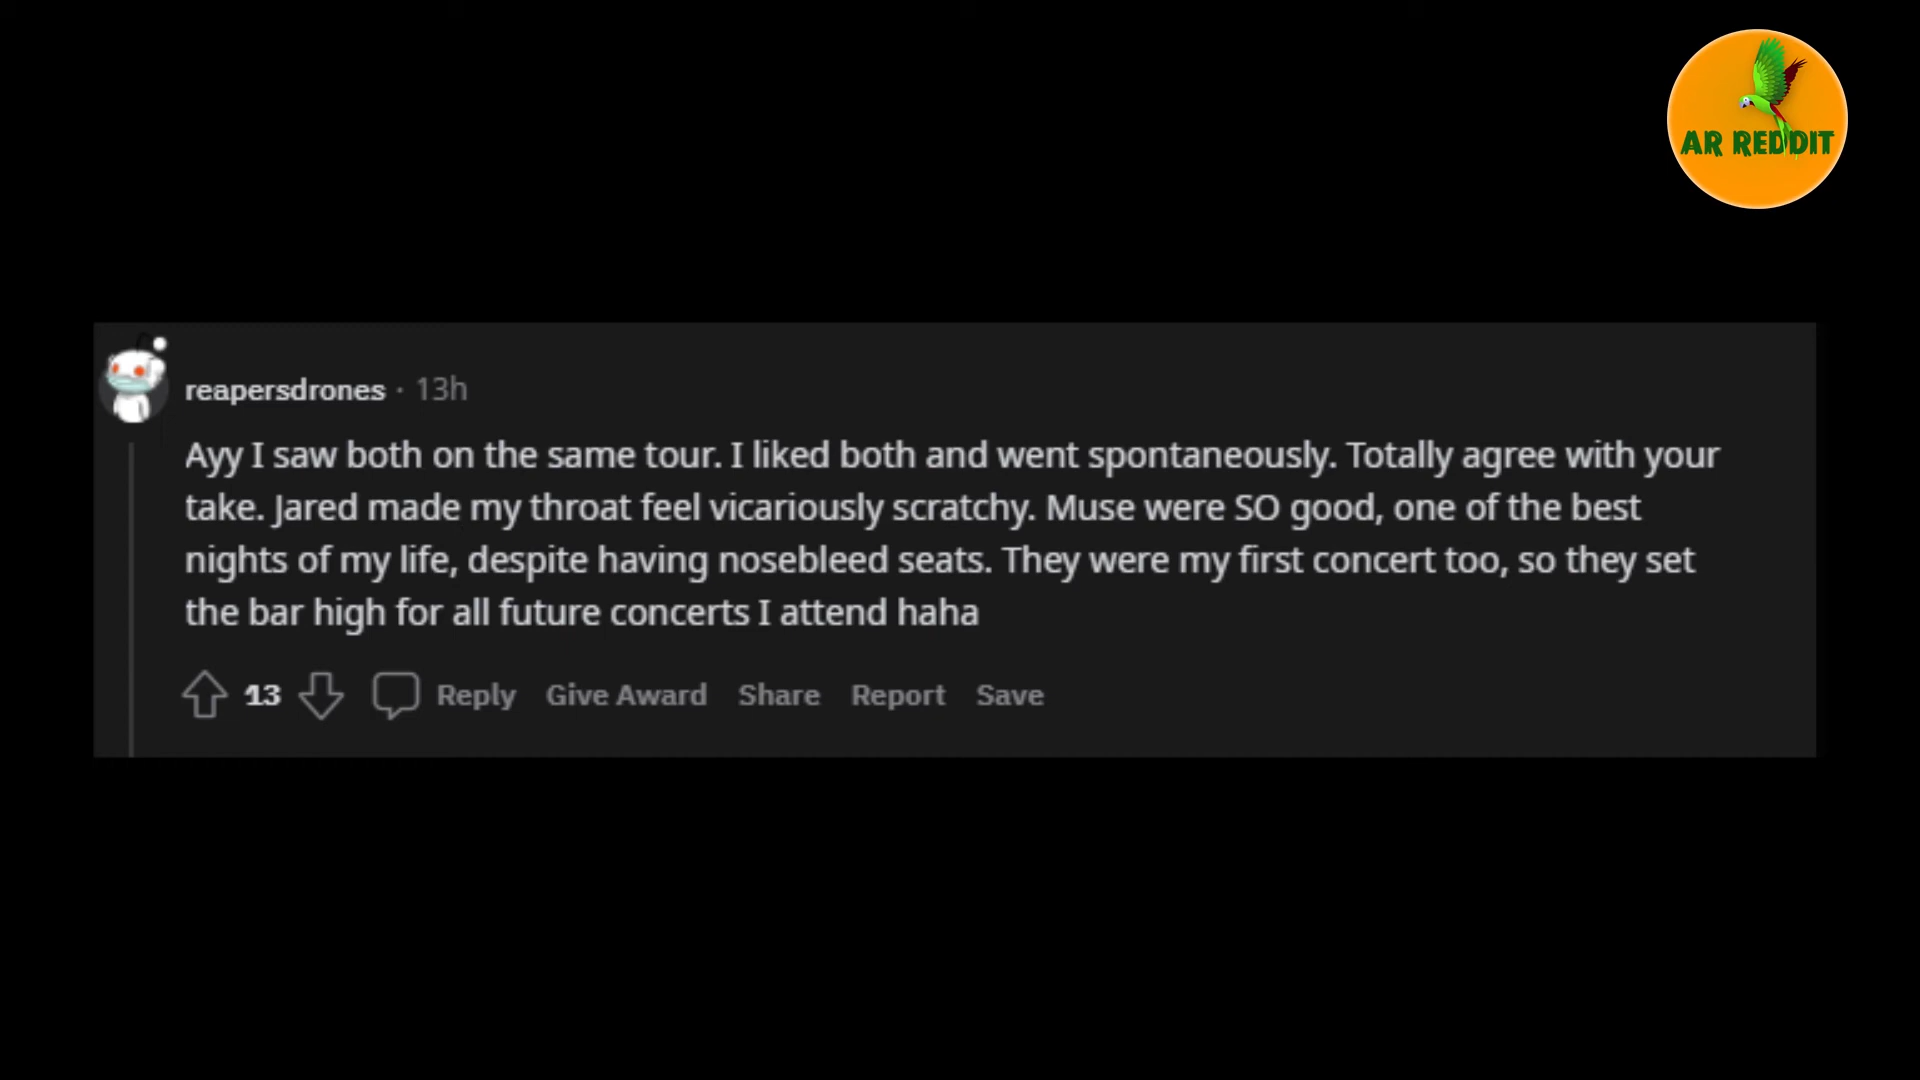 AR REDDIT
reapersdrones · 13h
Ayy I saw both on the same tour. I liked both and went spontaneously. Totally agree with your
take. Jared made my throat feel vicariously scratchy. Muse were SO good, one of the best
nights of my life, despite having nosebleed seats. They were my first concert too, so they set
the bar high for all future concerts I attend haha
13 Reply Give Award Share Report Save